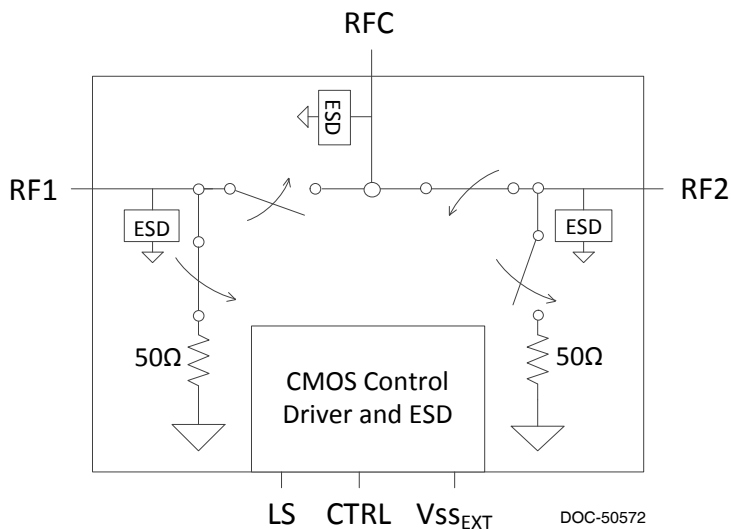 RFC
ESD
RF1
RF2
ESD
ESD
50Ω
50Ω
CMOS Control
Driver and ESD
LS CTRL VssEXT
DOC-50572